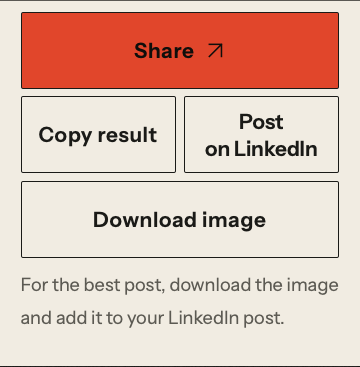 Share
Copy result
Post
on LinkedIn
Download image
For the best post, download the image
and add it to your LinkedIn post.